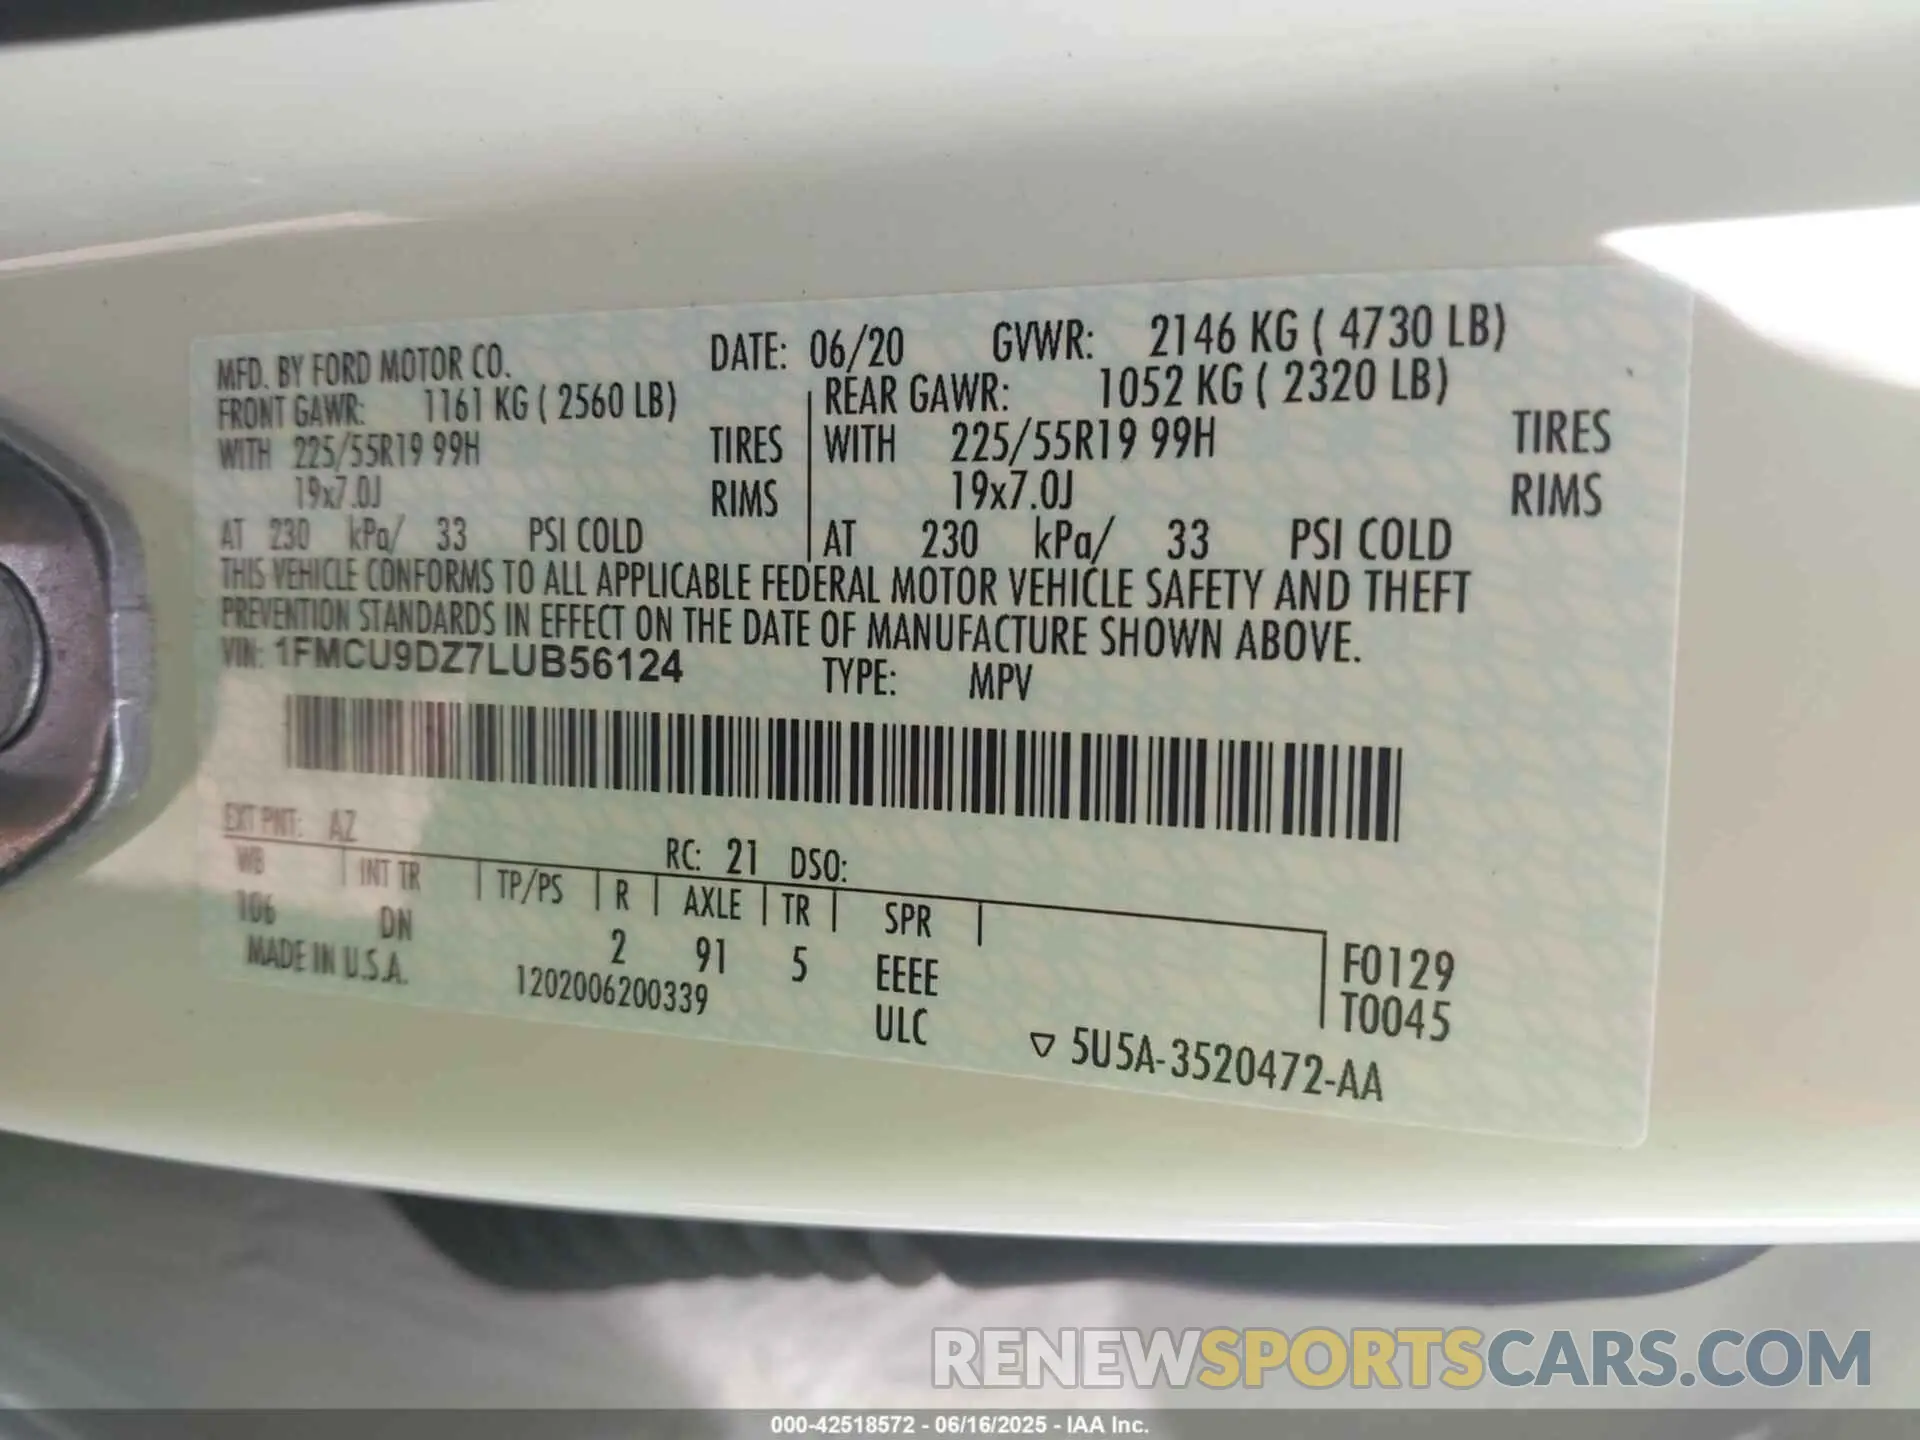 MFD. BY FORD MOTOR CO. DATE: 06/20 GVWR: 2146 KG ( 4730 LB)
FRONT GAWR: 1161 KG ( 2560 LB) REAR GAWR: 1052 KG ( 2320 LB)
WITH 225/55R19 99H TIRES WITH 225/55R19 99H TIRES
19x7.0J RIMS 19x7.0J RIMS
AT 230 kPa/ 33 PSI COLD AT 230 kPa/ 33 PSI COLD
THIS VEHICLE CONFORMS TO ALL APPLICABLE FEDERAL MOTOR VEHICLE SAFETY AND THEFT
PREVENTION STANDARDS IN EFFECT ON THE DATE OF MANUFACTURE SHOWN ABOVE.
VIN: 1FMCU9DZ7LUB56124 TYPE: MPV
EXT PNT: AZ RC: 21 DSO:
WB INT TR TP/PS R AXLE TR SPR
106 DN 2 91 5 EEEE F0129
MADE IN U.S.A. 1202006200339 ULC T0045
5U5A-3520472-AA
RENEWSPORTSCARS.COM
000-42518572 - 06/16/2025 - IAA Inc.